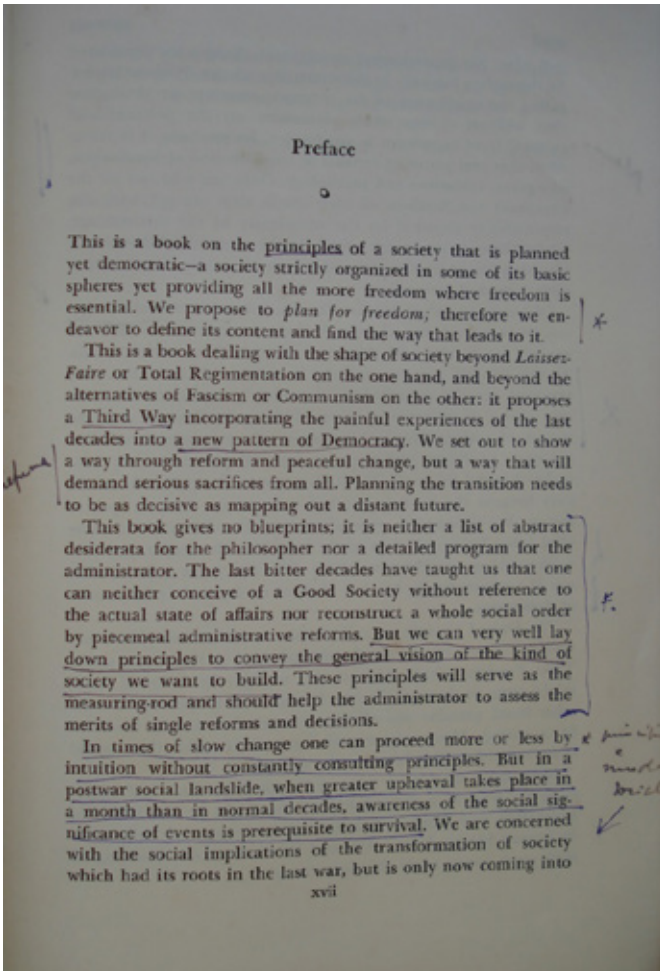 Preface
This is a book on the principles of a society that is planned
yet democratic—a society strictly organized in some of its basic
spheres yet providing all the more freedom where freedom is
essential. We propose to plan for freedom; therefore we en-
deavor to define its content and find the way that leads to it.
This is a book dealing with the shape of society beyond Laissez-
Faire or Total Regimentation on the one hand, and beyond the
alternatives of Fascism or Communism on the other: it proposes
a Third Way incorporating the painful experiences of the last
decades into a new pattern of Democracy. We set out to show
a way through reform and peaceful change, but a way that will
demand serious sacrifices from all. Planning the transition needs
to be as decisive as mapping out a distant future.
This book gives no blueprints; it is neither a list of abstract
desiderata for the philosopher nor a detailed program for the
administrator. The last bitter decades have taught us that one
can neither conceive of a Good Society without reference to
the actual state of affairs nor reconstruct a whole social order
by piecemeal administrative reforms. But we can very well lay
down principles to convey the general vision of the kind of
society we want to build. These principles will serve as the
measuring-rod and should help the administrator to assess the
merits of single reforms and decisions.
In times of slow change one can proceed more or less by
intuition without constantly consulting principles. But in a
postwar social landslide, when greater upheaval takes place in
a month than in normal decades, awareness of the social sig-
nificance of events is prerequisite to survival. We are concerned
with the social implications of the transformation of society
which had its roots in the last war, but is only now coming into
xvii